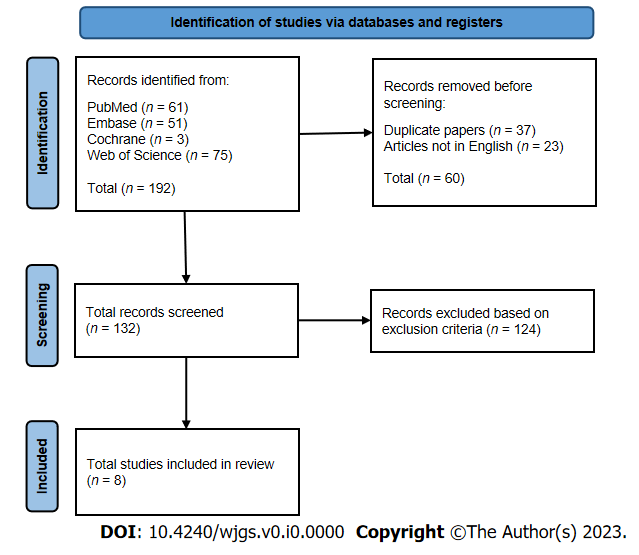 Identification of studies via databases and registers
Identification
Records identified from:
PubMed (n = 61)
Embase (n = 51)
Cochrane (n = 3)
Web of Science (n = 75)
Total (n = 192)
Records removed before
screening:
Duplicate papers (n = 37)
Articles not in English (n = 23)
Total (n = 60)
Screening
Total records screened
(n = 132)
Records excluded based on
exclusion criteria (n = 124)
Included
Total studies included in review
(n = 8)
DOI: 10.4240/wjgs.v0.i0.0000 Copyright ©The Author(s) 2023.